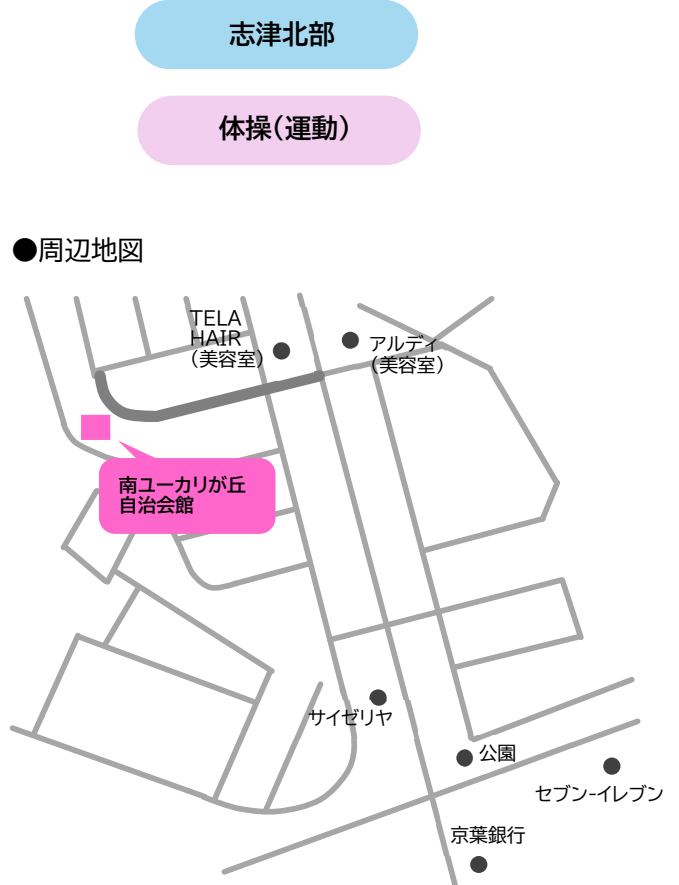 志津北部
体操(運動)
●周辺地図
TELA
HAIR
(美容室)
アルディ
(美容室)
南ユーカリが丘
自治会館
サイゼリヤ
公園
セブン-イレブン
京葉銀行